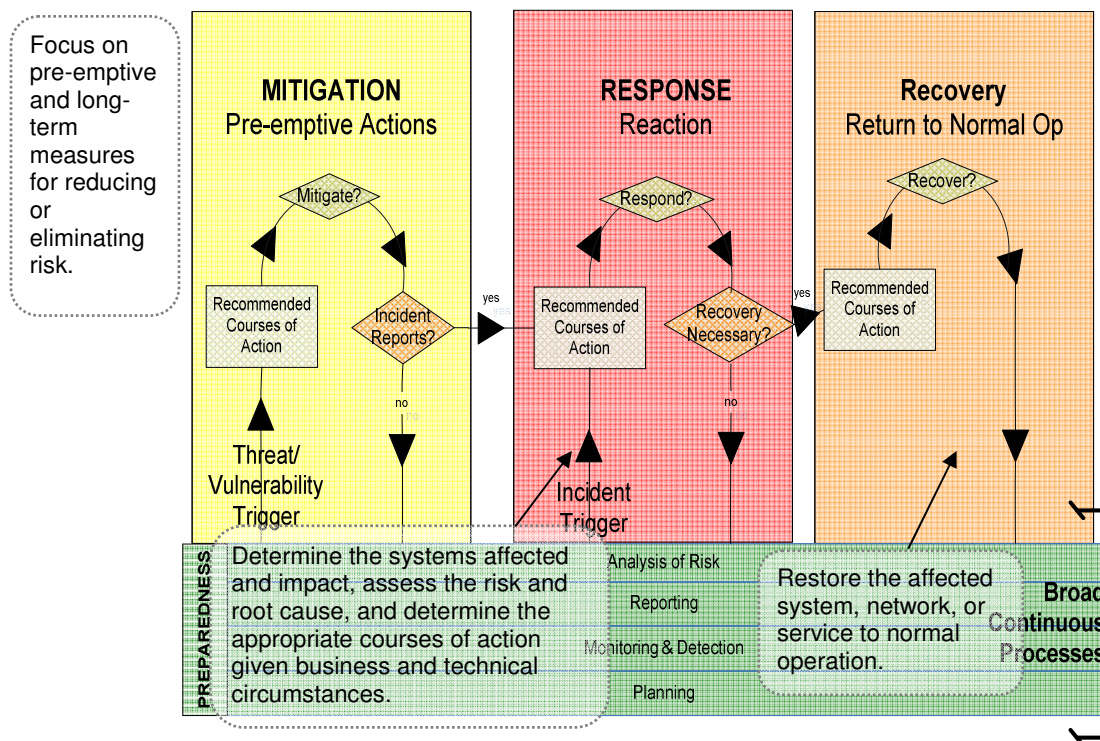 Focus on
pre-emptive
and long-
term
measures
for reducing
or
eliminating
risk.
MITIGATION
Pre-emptive Actions
Mitigate?
Recommended
Courses of
Action
Incident
Reports?
yes
no
Threat/
Vulnerability
Trigger
RESPONSE
Reaction
Respond?
Recommended
Courses of
Action
Recovery
Necessary?
yes
no
Incident
Trigger
Recovery
Return to Normal Op
Recover?
Recommended
Courses of
Action
PREPAREDNESS
Determine the systems affected
and impact, assess the risk and
root cause, and determine the
appropriate courses of action
given business and technical
circumstances.
Analysis of Risk
Reporting
Monitoring & Detection
Planning
Restore the affected
system, network, or
service to normal
operation.
Broad
Continuous
Processes